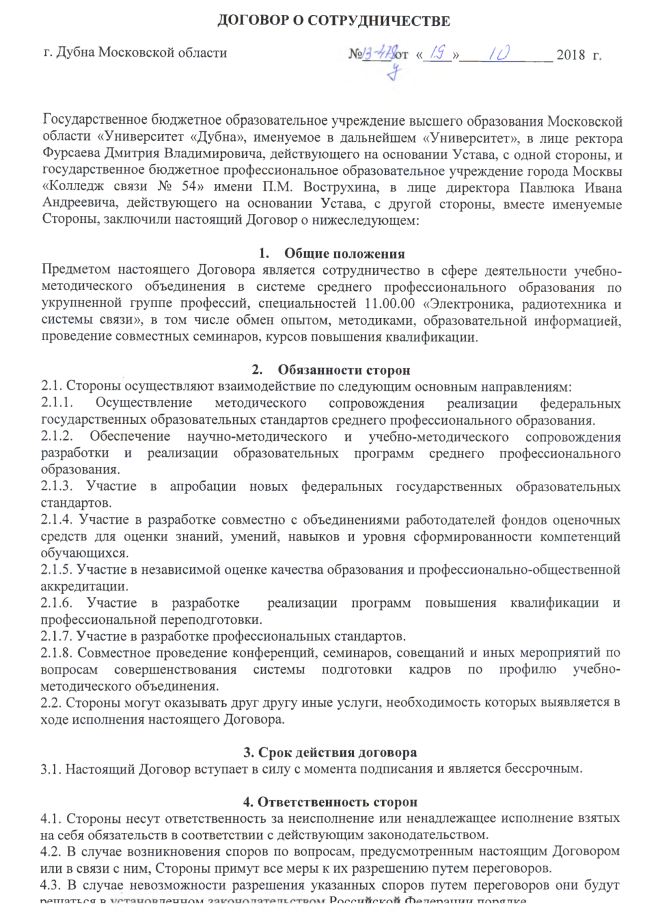 ДОГОВОР О СОТРУДНИЧЕСТВЕ
г. Дубна Московской области № от «19» 10 2018 г.
Государственное бюджетное образовательное учреждение высшего образования Московской
области «Университет «Дубна», именуемое в дальнейшем «Университет», в лице ректора
Фурсаева Дмитрия Владимировича, действующего на основании Устава, с одной стороны, и
государственное бюджетное профессиональное образовательное учреждение города Москвы
«Колледж связи № 54» имени П.М. Вострухина, в лице директора Павлюка Ивана
Андреевича, действующего на основании Устава, с другой стороны, вместе именуемые
Стороны, заключили настоящий Договор о нижеследующем:
1. Общие положения
Предметом настоящего Договора является сотрудничество в сфере деятельности учебно-
методического объединения в системе среднего профессионального образования по
укрупненной группе профессий, специальностей 11.00.00 «Электроника, радиотехника и
системы связи», в том числе обмен опытом, методиками, образовательной информацией,
проведение совместных семинаров, курсов повышения квалификации.
2. Обязанности сторон
2.1. Стороны осуществляют взаимодействие по следующим основным направлениям:
2.1.1. Осуществление методического сопровождения реализации федеральных
государственных образовательных стандартов среднего профессионального образования.
2.1.2. Обеспечение научно-методического и учебно-методического сопровождения
разработки и реализации образовательных программ среднего профессионального
образования.
2.1.3. Участие в апробации новых федеральных государственных образовательных
стандартов.
2.1.4. Участие в разработке совместно с объединениями работодателей фондов оценочных
средств для оценки знаний, умений, навыков и уровня сформированности компетенций
обучающихся.
2.1.5. Участие в независимой оценке качества образования и профессионально-общественной
аккредитации.
2.1.6. Участие в разработке реализации программ повышения квалификации и
профессиональной переподготовки.
2.1.7. Участие в разработке профессиональных стандартов.
2.1.8. Совместное проведение конференций, семинаров, совещаний и иных мероприятий по
вопросам совершенствования системы подготовки кадров по профилю учебно-
методического объединения.
2.2. Стороны могут оказывать друг другу иные услуги, необходимость которых выявляется в
ходе исполнения настоящего Договора.
3. Срок действия договора
3.1. Настоящий Договор вступает в силу с момента подписания и является бессрочным.
4. Ответственность сторон
4.1. Стороны несут ответственность за неисполнение или ненадлежащее исполнение взятых
на себя обязательств в соответствии с действующим законодательством.
4.2. В случае возникновения споров по вопросам, предусмотренным настоящим Договором
или в связи с ним, Стороны примут все меры к их разрешению путем переговоров.
4.3. В случае невозможности разрешения указанных споров путем переговоров они будут
решаться в установленном законодательством Российской Федерации порядке.